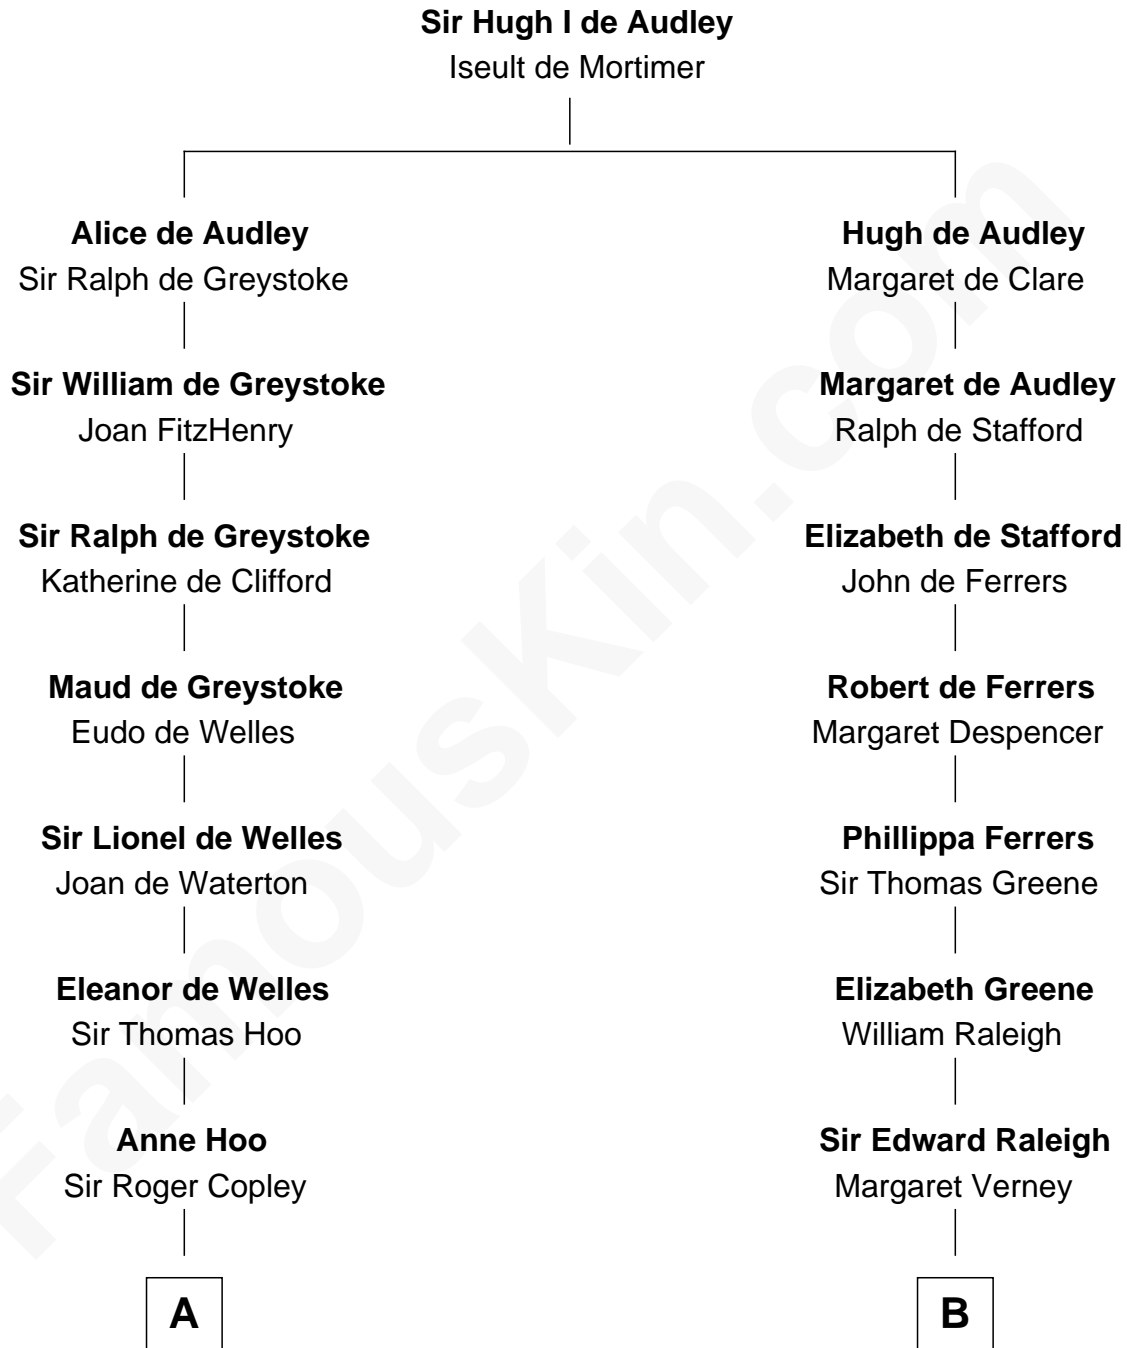 Sir Hugh I de Audley
Iseult de Mortimer
Alice de Audley
Sir Ralph de Greystoke
Hugh de Audley
Margaret de Clare
Sir William de Greystoke
Joan FitzHenry
Margaret de Audley
Ralph de Stafford
Sir Ralph de Greystoke
Katherine de Clifford
Elizabeth de Stafford
John de Ferrers
Maud de Greystoke
Eudo de Welles
Robert de Ferrers
Margaret Despencer
Sir Lionel de Welles
Joan de Waterton
Phillippa Ferrers
Sir Thomas Greene
Eleanor de Welles
Sir Thomas Hoo
Elizabeth Greene
William Raleigh
Anne Hoo
Sir Roger Copley
Sir Edward Raleigh
Margaret Verney
A
B
FamousKin.com